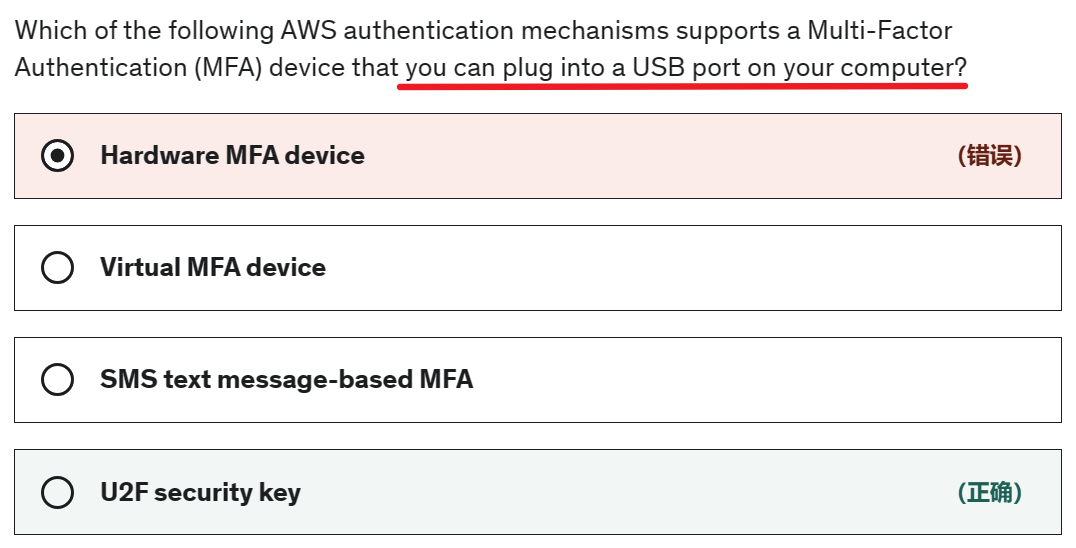 Which of the following AWS authentication mechanisms supports a Multi-Factor
Authentication (MFA) device that you can plug into a USB port on your computer?
Hardware MFA device (错误)
Virtual MFA device
SMS text message-based MFA
U2F security key (正确)